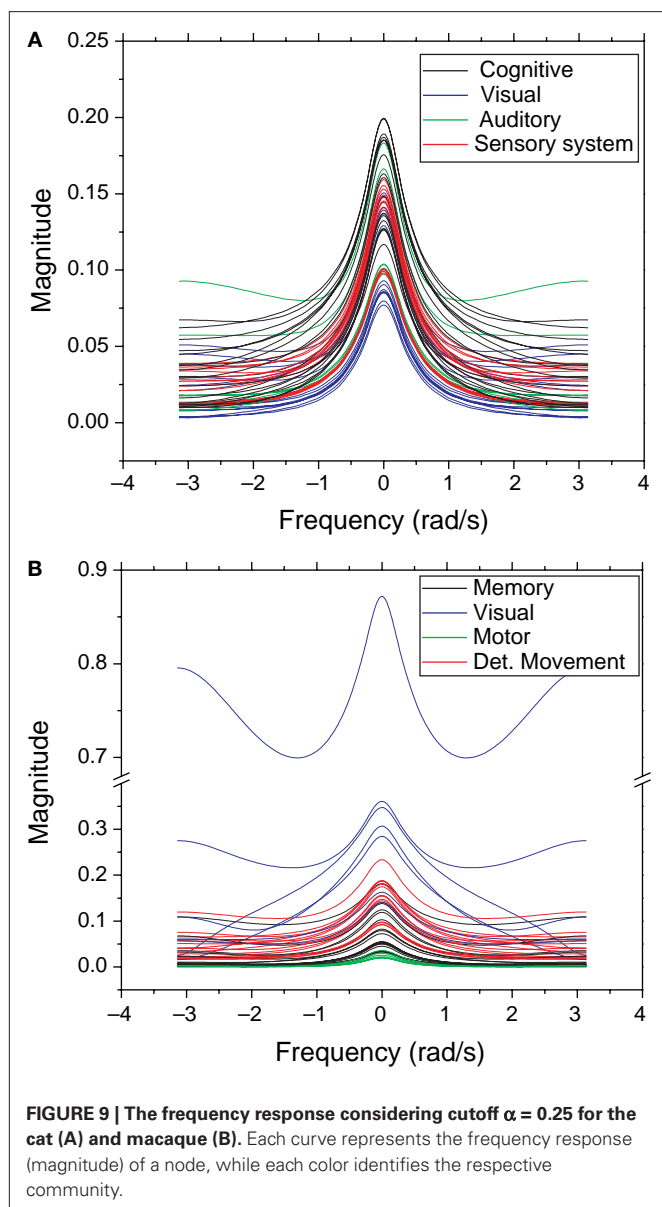 A
0.25
0.20
0.15
0.10
0.05
0.00
Magnitude
Cognitive
Visual
Auditory
Sensory system
–4 –3 –2 –1 0 1 2 3 4
Frequency (rad/s)
B
0.9
0.8
0.7
0.3
0.2
0.1
0.0
Magnitude
Memory
Visual
Motor
Det. Movement
–4 –3 –2 –1 0 1 2 3 4
Frequency (rad/s)
FIGURE 9 | The frequency response considering cutoff α = 0.25 for the
cat (A) and macaque (B). Each curve represents the frequency response
(magnitude) of a node, while each color identifies the respective
community.